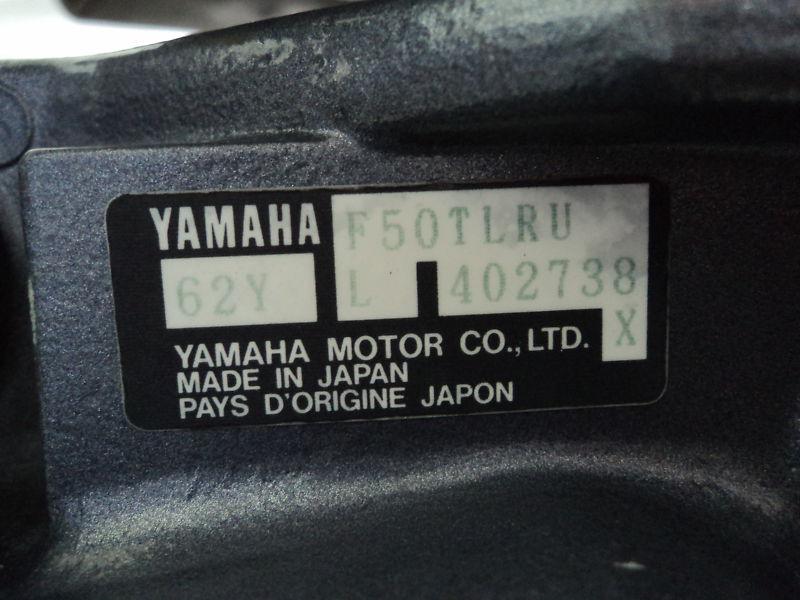 YAMAHA F50TLRU
62Y L 402738
X
YAMAHA MOTOR CO., LTD.
MADE IN JAPAN
PAYS D'ORIGINE JAPON